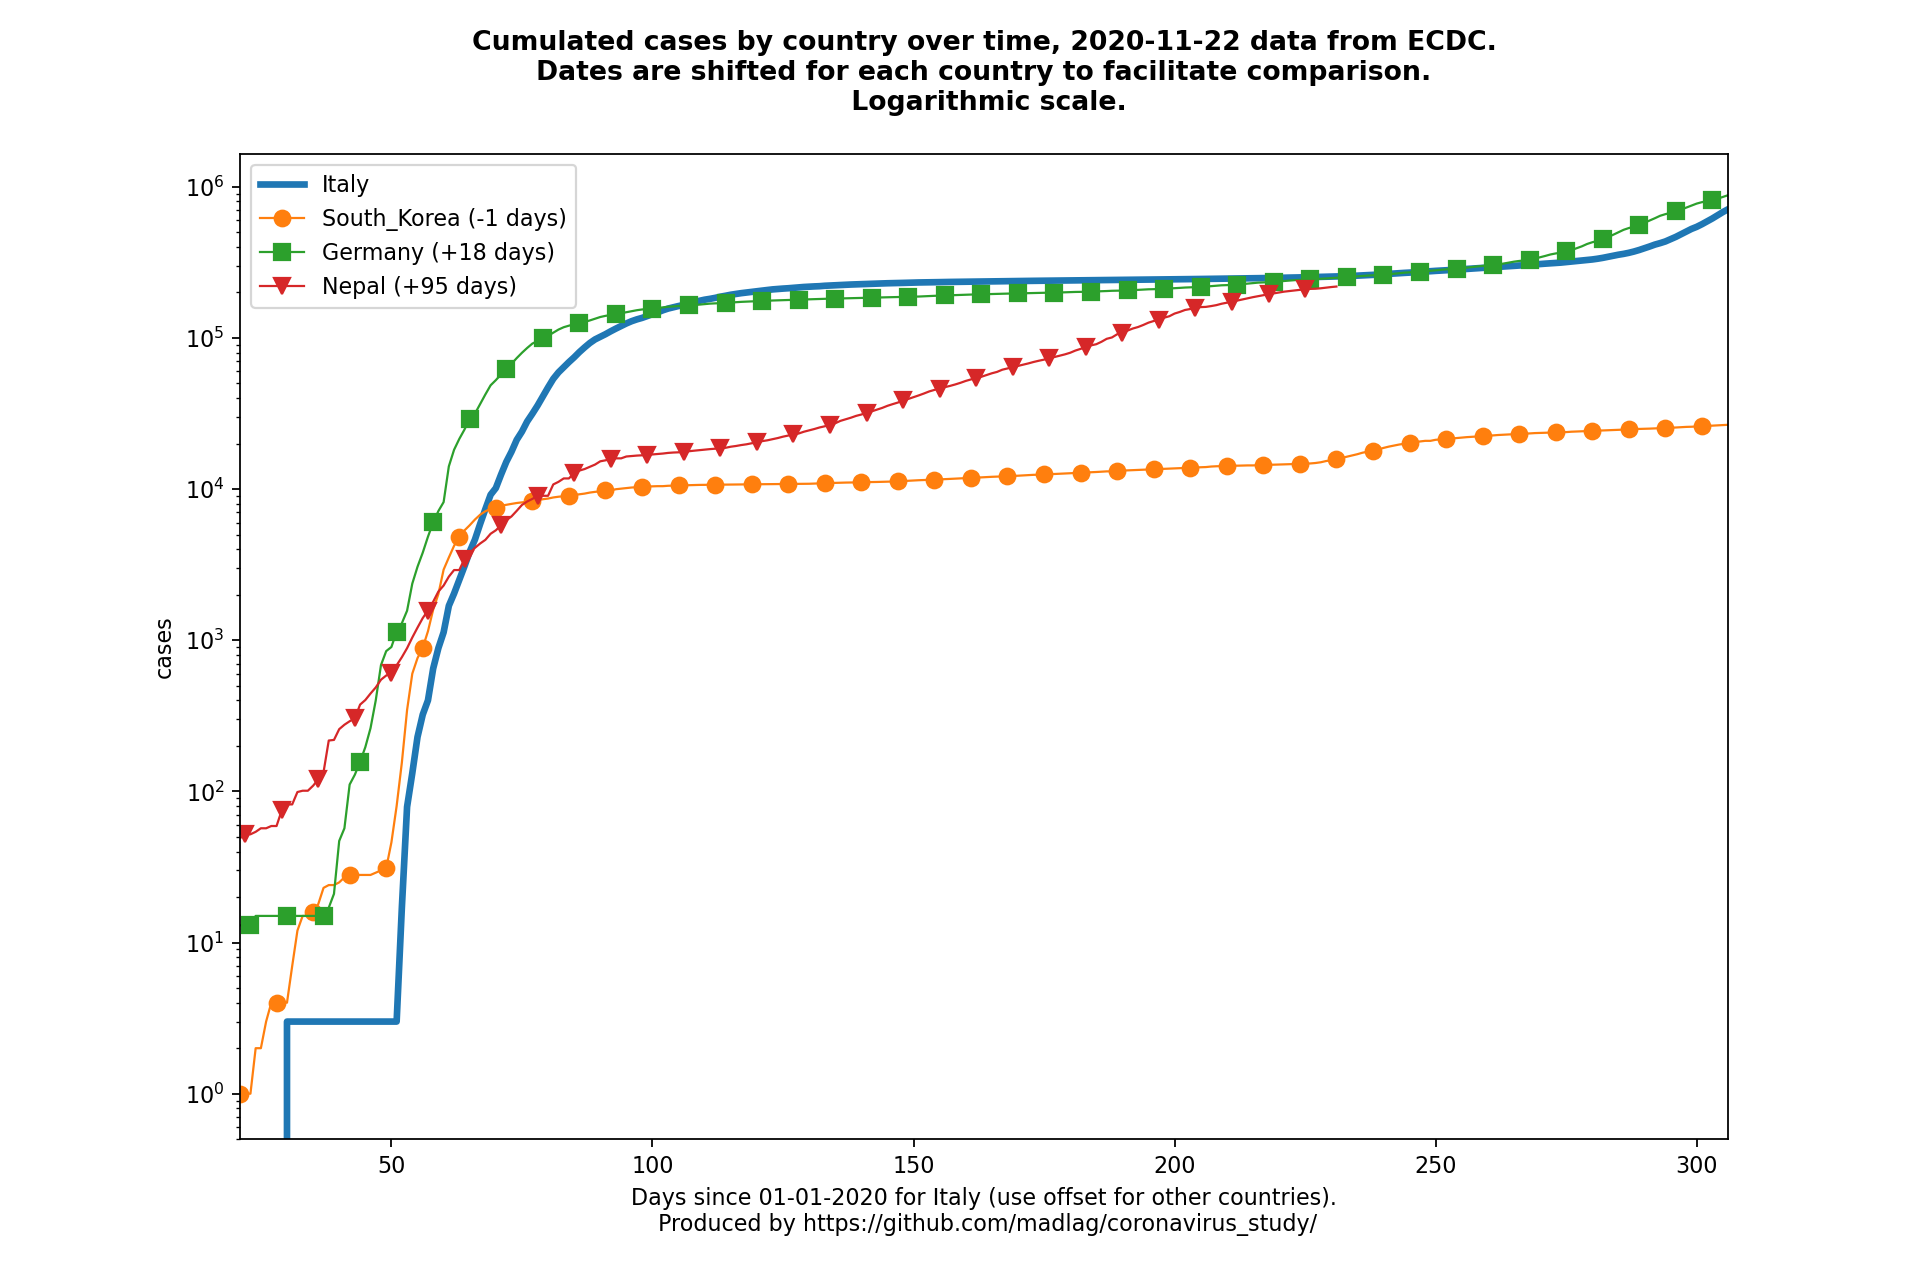 Cumulated cases by country over time, 2020-11-22 data from ECDC.
Dates are shifted for each country to facilitate comparison.
Logarithmic scale.
Italy
South_Korea (-1 days)
Germany (+18 days)
Nepal (+95 days)
10^6
10^5
10^4
10^3
10^2
10^1
10^0
cases
50 100 150 200 250 300
Days since 01-01-2020 for Italy (use offset for other countries).
Produced by https://github.com/madlag/coronavirus_study/